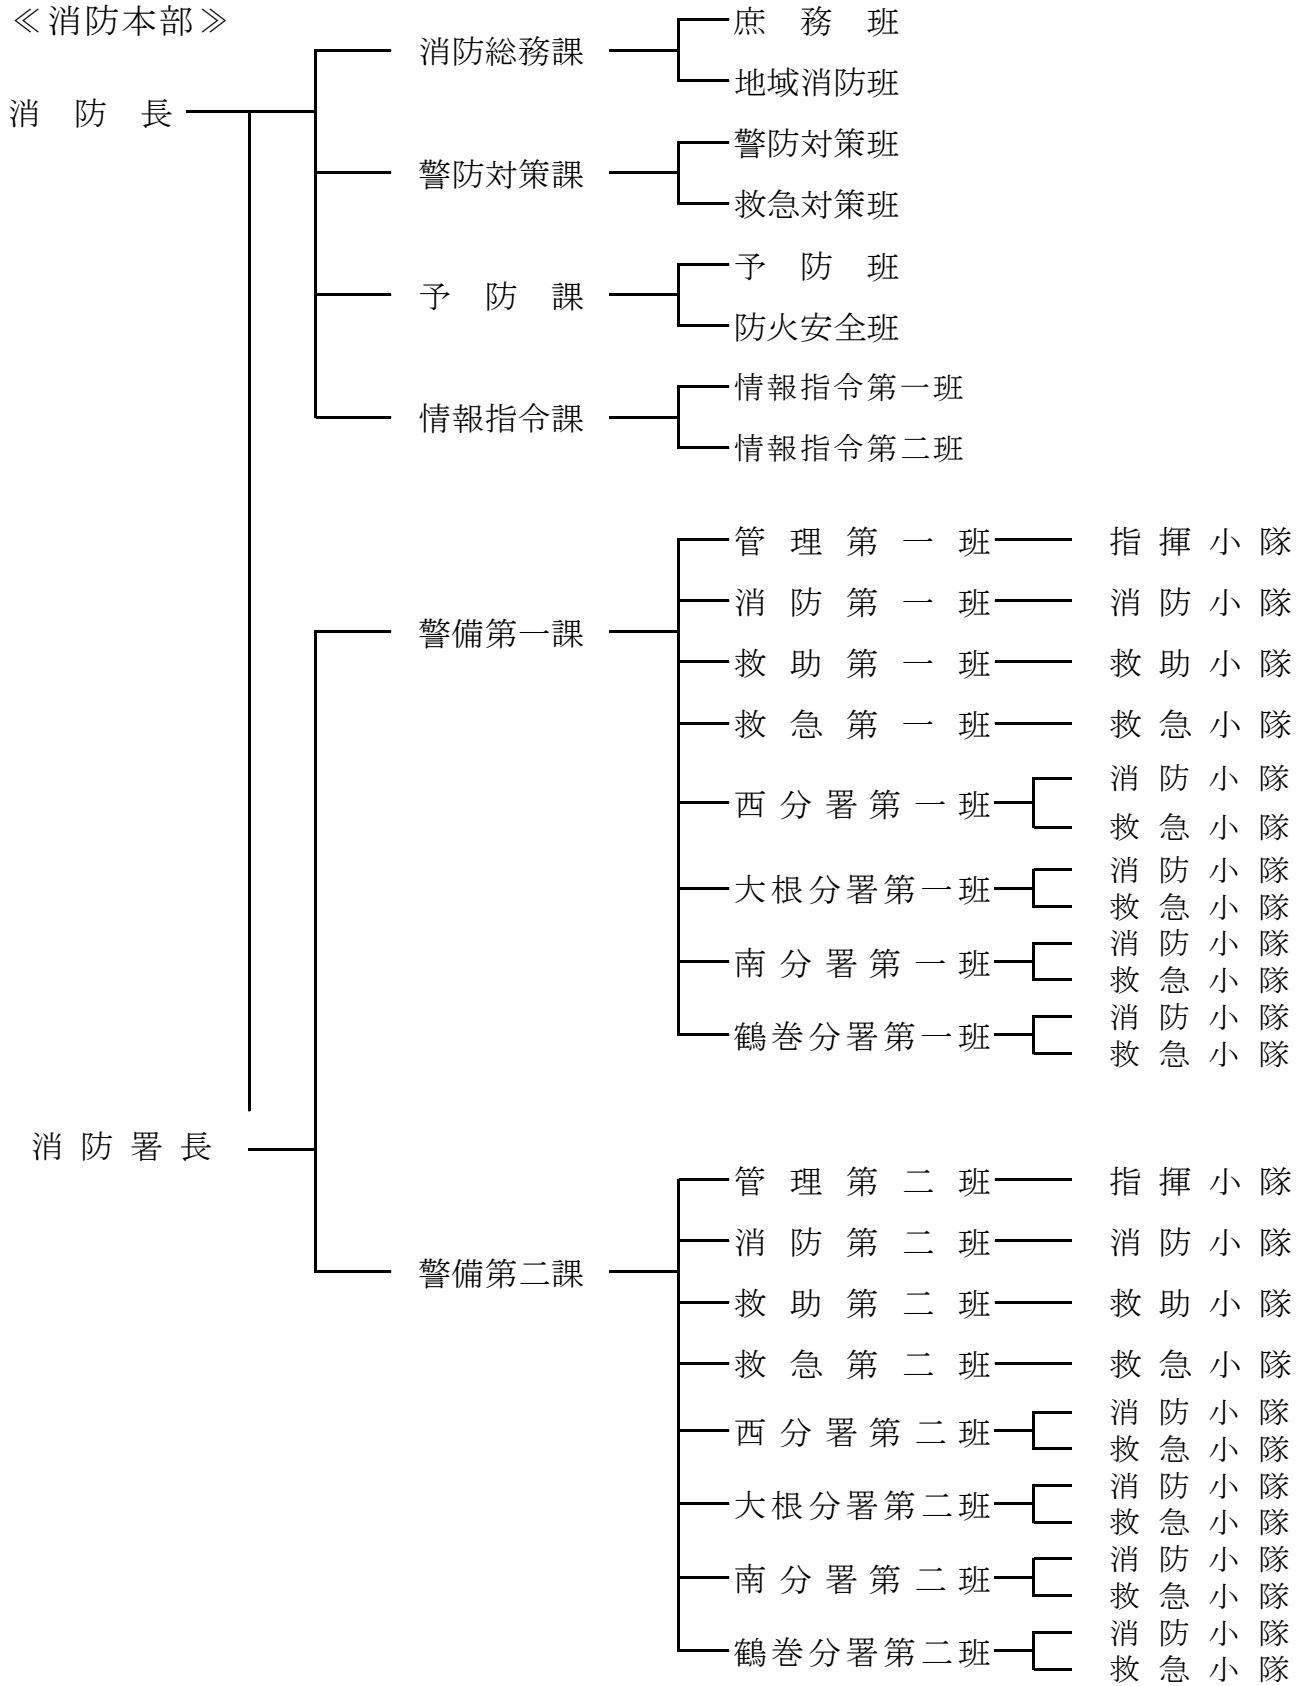 ≪消防本部≫
庶務班
消防総務課
地域消防班
消防長
警防対策班
警防対策課
救急対策班
予防班
予防課
防火安全班
情報指令第一班
情報指令課
情報指令第二班
管理第一班 指揮小隊
消防第一班 消防小隊
警備第一課
救助第一班 救助小隊
救急第一班 救急小隊
消防小隊
西分署第一班
救急小隊
消防小隊
大根分署第一班
救急小隊
消防小隊
南分署第一班
救急小隊
消防小隊
鶴巻分署第一班
救急小隊
消防署長
管理第二班 指揮小隊
消防第二班 消防小隊
警備第二課
救助第二班 救助小隊
救急第二班 救急小隊
消防小隊
西分署第二班
救急小隊
消防小隊
大根分署第二班
救急小隊
消防小隊
南分署第二班
救急小隊
消防小隊
鶴巻分署第二班
救急小隊